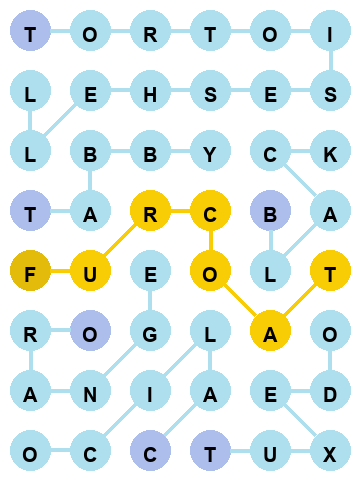 T O R T O I
L E H S E S
L B B Y C K
T A R C B A
F U E O L T
R O G L A O
A N I A E D
O C C T U X